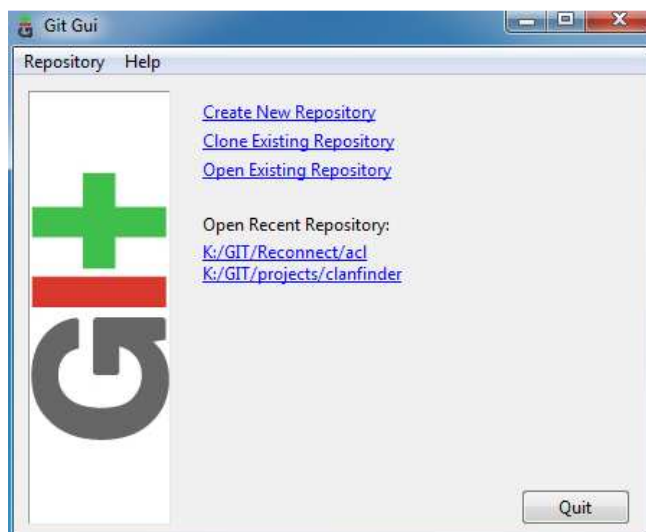 Git Gui
Repository Help
Create New Repository
Clone Existing Repository
Open Existing Repository
Open Recent Repository:
K:/GIT/Reconnect/acl
K:/GIT/projects/clanfinder
GIt
Quit